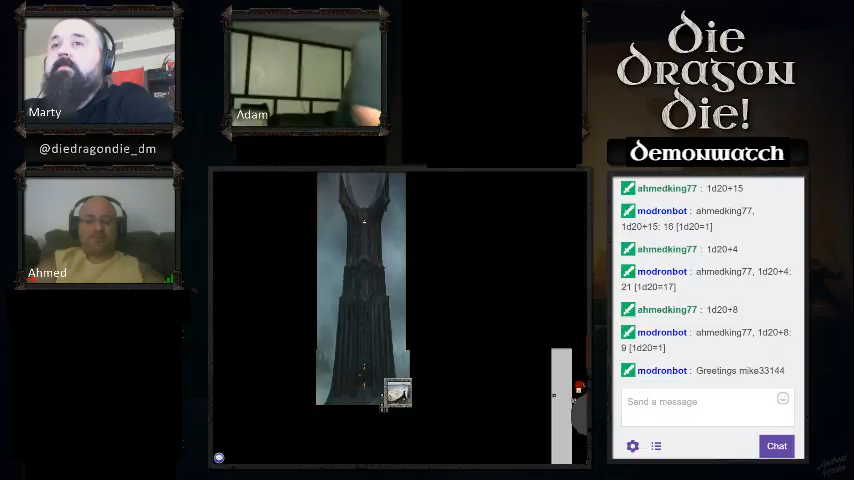 Marty
Adam
@diedragondie_dm
Ahmed
Die
Dragon
Die!
Demonwatch
ahmedking77 : 1d20+15
modronbot : ahmedking77,
1d20+15: 16 [1d20=1]
ahmedking77 : 1d20+4
modronbot : ahmedking77, 1d20+4:
21 [1d20=17]
ahmedking77 : 1d20+8
modronbot : ahmedking77, 1d20+8:
9 [1d20=1]
modronbot : Greetings mike33144
Send a message
Chat